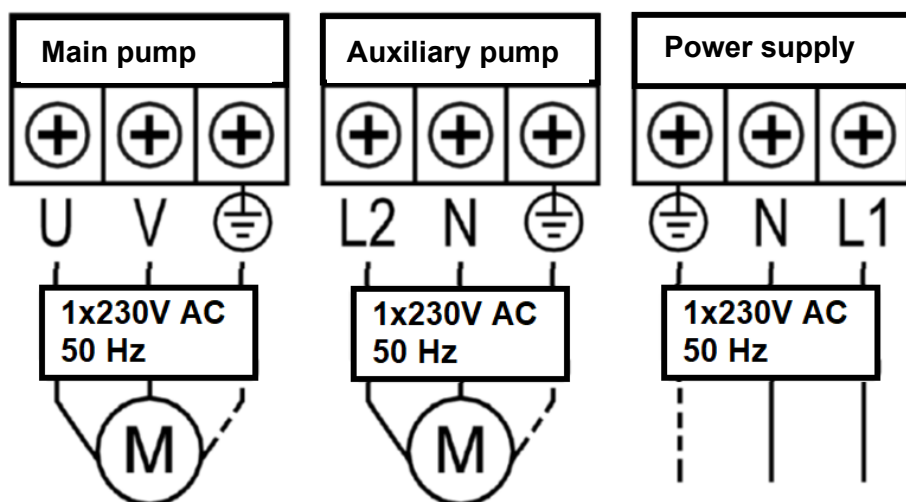 Main pump
Auxiliary pump
Power supply
U V
L2 N
N L1
1x230V AC
50 Hz
1x230V AC
50 Hz
1x230V AC
50 Hz
M
M